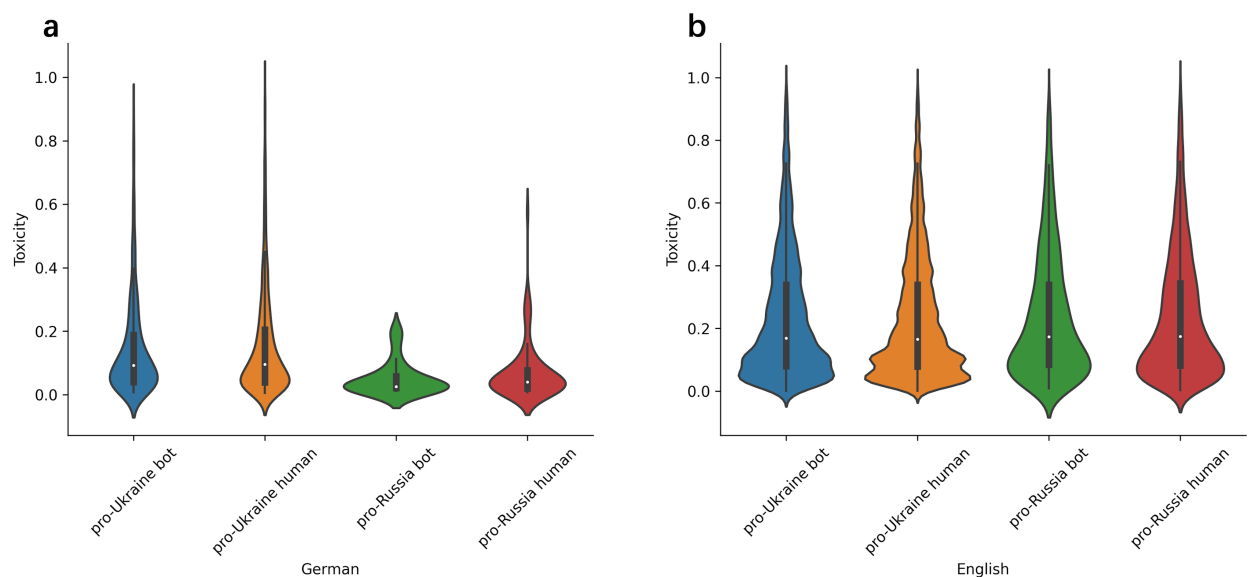 a
1.0
0.8
0.6
0.4
0.2
0.0
Toxicity
pro-Ukraine bot
pro-Ukraine human
pro-Russia bot
pro-Russia human
German
b
1.0
0.8
0.6
0.4
0.2
0.0
Toxicity
pro-Ukraine bot
pro-Ukraine human
pro-Russia bot
pro-Russia human
English